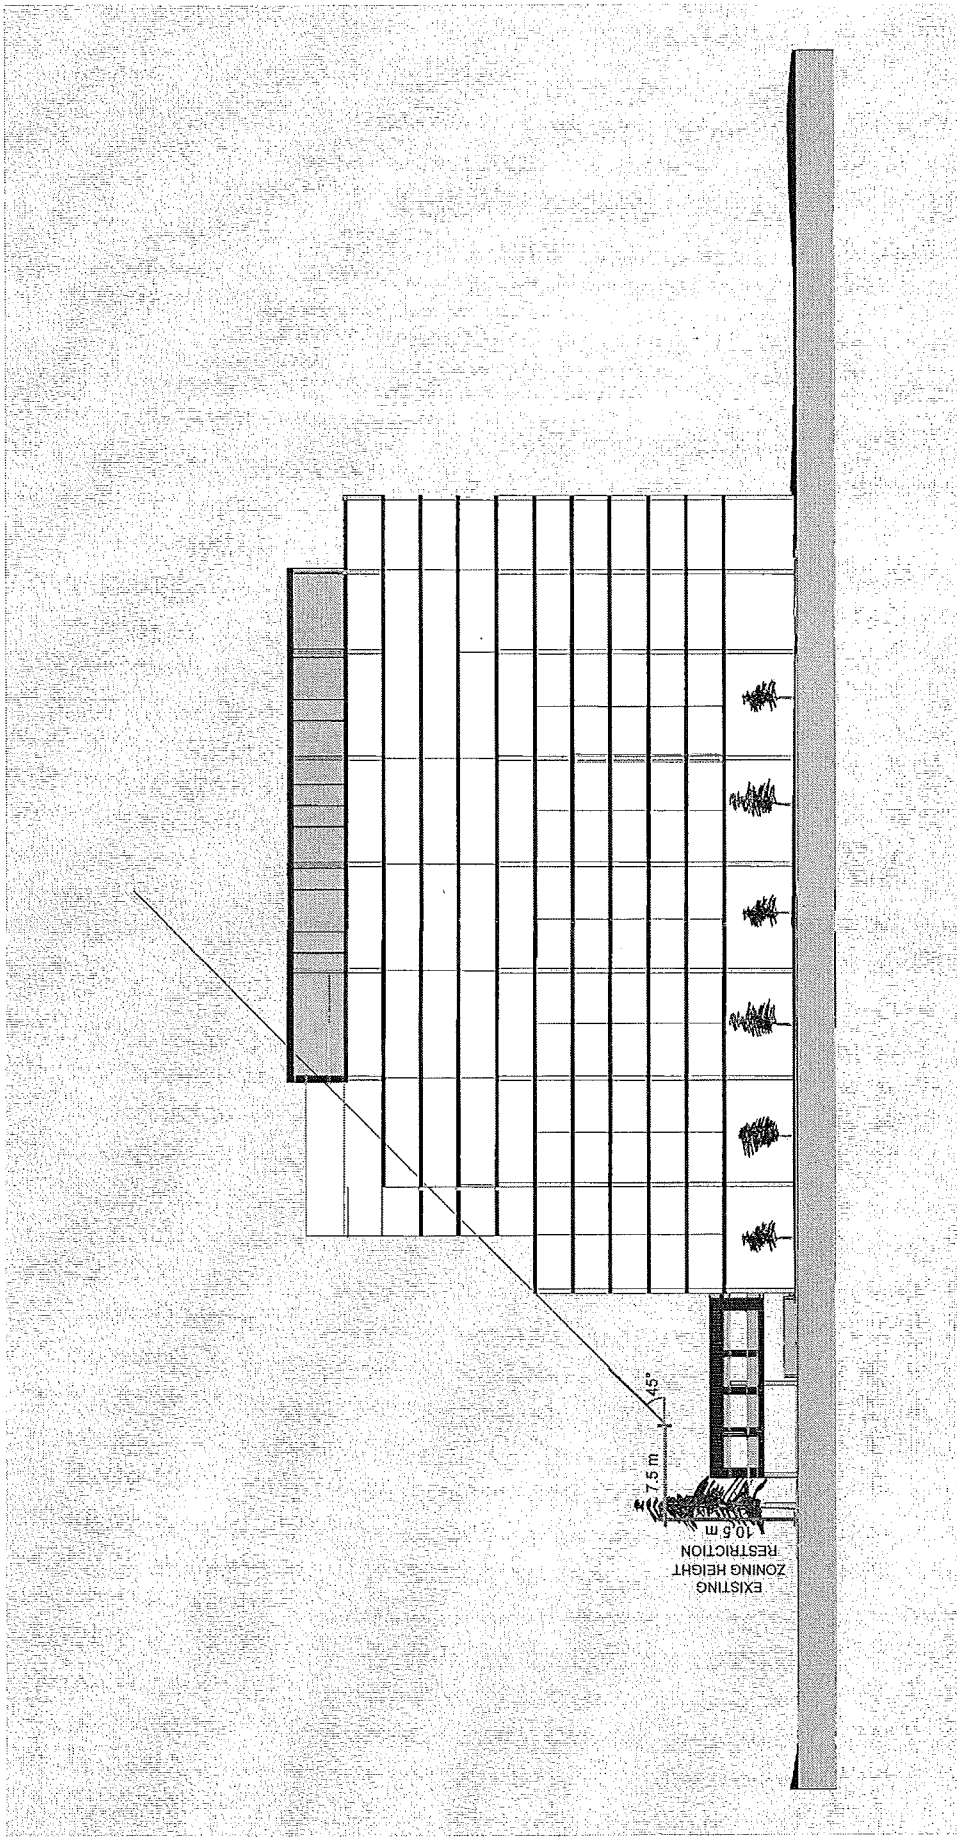 45°
7.5 m
10.5 m
EXISTING
ZONING HEIGHT
RESTRICTION